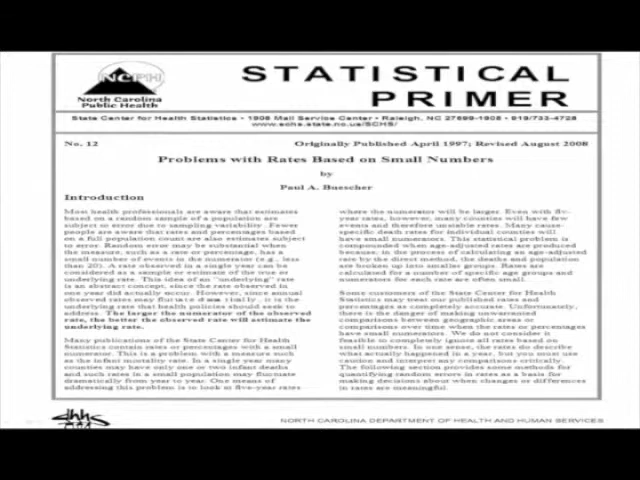 NCPH
North Carolina
Public Health
STATISTICAL
PRIMER
State Center for Health Statistics • 1908 Mail Service Center • Raleigh, NC 27699-1908 • 919/733-4728
www.schs.state.nc.us/SCHS/
No. 12
Originally Published April 1997; Revised August 2008
Problems with Rates Based on Small Numbers
by
Paul A. Buescher
Introduction
Most health professionals are aware that estimates
based on a random sample of a population are
subject to error due to sampling variability. Fewer
people are aware that rates and percentages based
on a full population count are also estimates subject
to error. Random error may be substantial when
the measure, such as a rate or percentage, has a
small number of events in the numerator (e.g., less
than 20). A rate observed in a single year can be
considered as a sample or estimate of the true or
underlying rate. This idea of an "underlying" rate
is an abstract concept, since the rate observed in
one year did actually occur. However, since annual
observed rates may fluctuate it is the
underlying rate that health policies should seek to
address. The larger the numerator of the observed
rate, the better the observed rate will estimate the
underlying rate.
Many publications of the State Center for Health
Statistics contain rates or percentages with a small
numerator. This is a problem with a measure such
as the infant mortality rate. In a single year many
counties may have only one or two infant deaths
and such rates in a small population may fluctuate
dramatically from year to year. One means of
addressing this problem is to look at five-year rates
where the numerator will be larger. Even with five-
year rates, however, many counties will have few
events and therefore unstable rates. Many cause-
specific death rates for individual counties will
have small numerators. This statistical problem is
compounded when age-adjusted rates are produced
because, in the process of calculating an age-adjusted
rate by the direct method, the deaths and population
are broken up into smaller groups. Rates are
calculated for a number of specific age groups and
numerators for each rate are often small.
Some customers of the State Center for Health
Statistics may treat our published rates and
percentages as completely accurate. Unfortunately,
there is the danger of making unwarranted
comparisons between geographic areas or
comparisons over time when the rates or percentages
have small numerators. We do not consider it
feasible to completely ignore all rates based on
small numbers. In one sense, the rates do describe
what actually happened in a year, but you must use
caution and interpret any comparisons critically.
The following section provides some methods for
quantifying random errors in rates as a basis for
making decisions about when changes or differences
in rates are meaningful.
dhhs
NORTH CAROLINA DEPARTMENT OF HEALTH AND HUMAN SERVICES